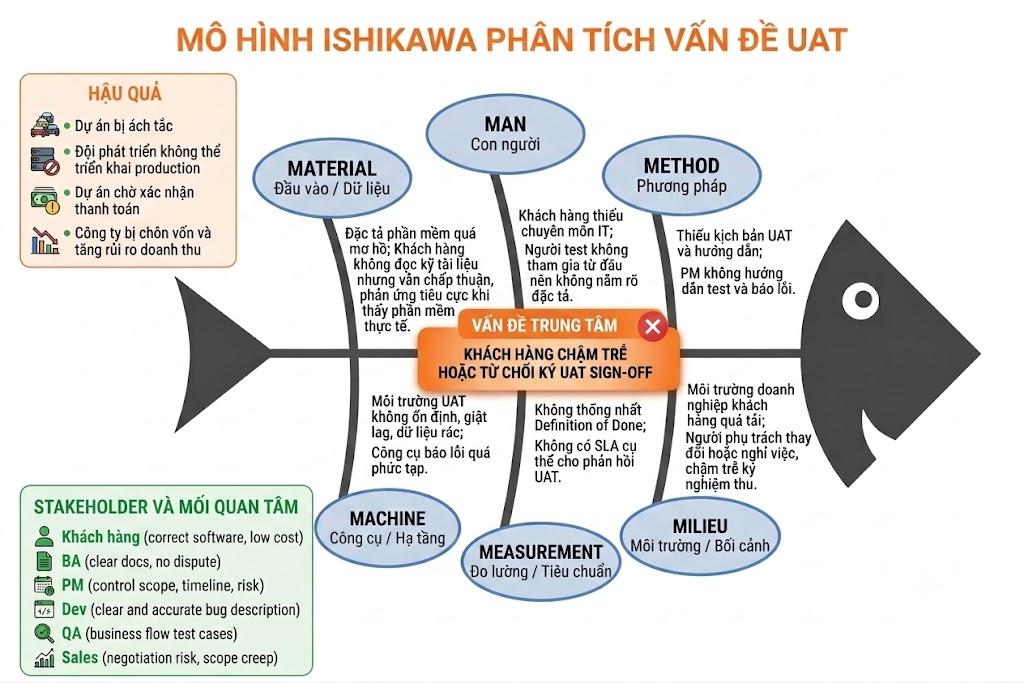 MÔ HÌNH ISHIKAWA PHÂN TÍCH VẤN ĐỀ UAT
HẬU QUẢ
• Dự án bị ách tắc
• Đội phát triển không thể
triển khai production
• Dự án chờ xác nhận
thanh toán
• Công ty bị chôn vốn và
tăng rủi ro doanh thu
MATERIAL
Đầu vào / Dữ liệu
MAN
Con người
METHOD
Phương pháp
Đặc tả phần mềm quá
mơ hồ; Khách hàng
không đọc kỹ tài liệu
nhưng vẫn chấp thuận,
phản ứng tiêu cực khi
thấy phần mềm
thực tế.
Khách hàng thiếu
chuyên môn IT;
Người test không
tham gia từ đầu
nên không nắm rõ
đặc tả.
Thiếu kịch bản UAT
và hướng dẫn;
PM không hướng
dẫn test và báo lỗi.
VẤN ĐỀ TRUNG TÂM
KHÁCH HÀNG CHẬM TRỄ
HOẶC TỪ CHỐI KÝ UAT SIGN-OFF
Môi trường UAT
không ổn định, giật
lag, dữ liệu rác;
Công cụ báo lỗi quá
phức tạp.
Không thống nhất
Definition of Done;
Không có SLA cụ
thể cho phản hồi
UAT.
Môi trường doanh
nghiệp khách
hàng quá tải;
Người phụ trách thay
đổi hoặc nghỉ việc,
chậm trễ ký
nghiệm thu.
MACHINE
Công cụ / Hạ tầng
MEASUREMENT
Đo lường / Tiêu chuẩn
MILIEU
Môi trường / Bối cảnh
STAKEHOLDER VÀ MỐI QUAN TÂM
Khách hàng (correct software, low cost)
BA (clear docs, no dispute)
PM (control scope, timeline, risk)
Dev (clear and accurate bug description)
QA (business flow test cases)
Sales (negotiation risk, scope creep)